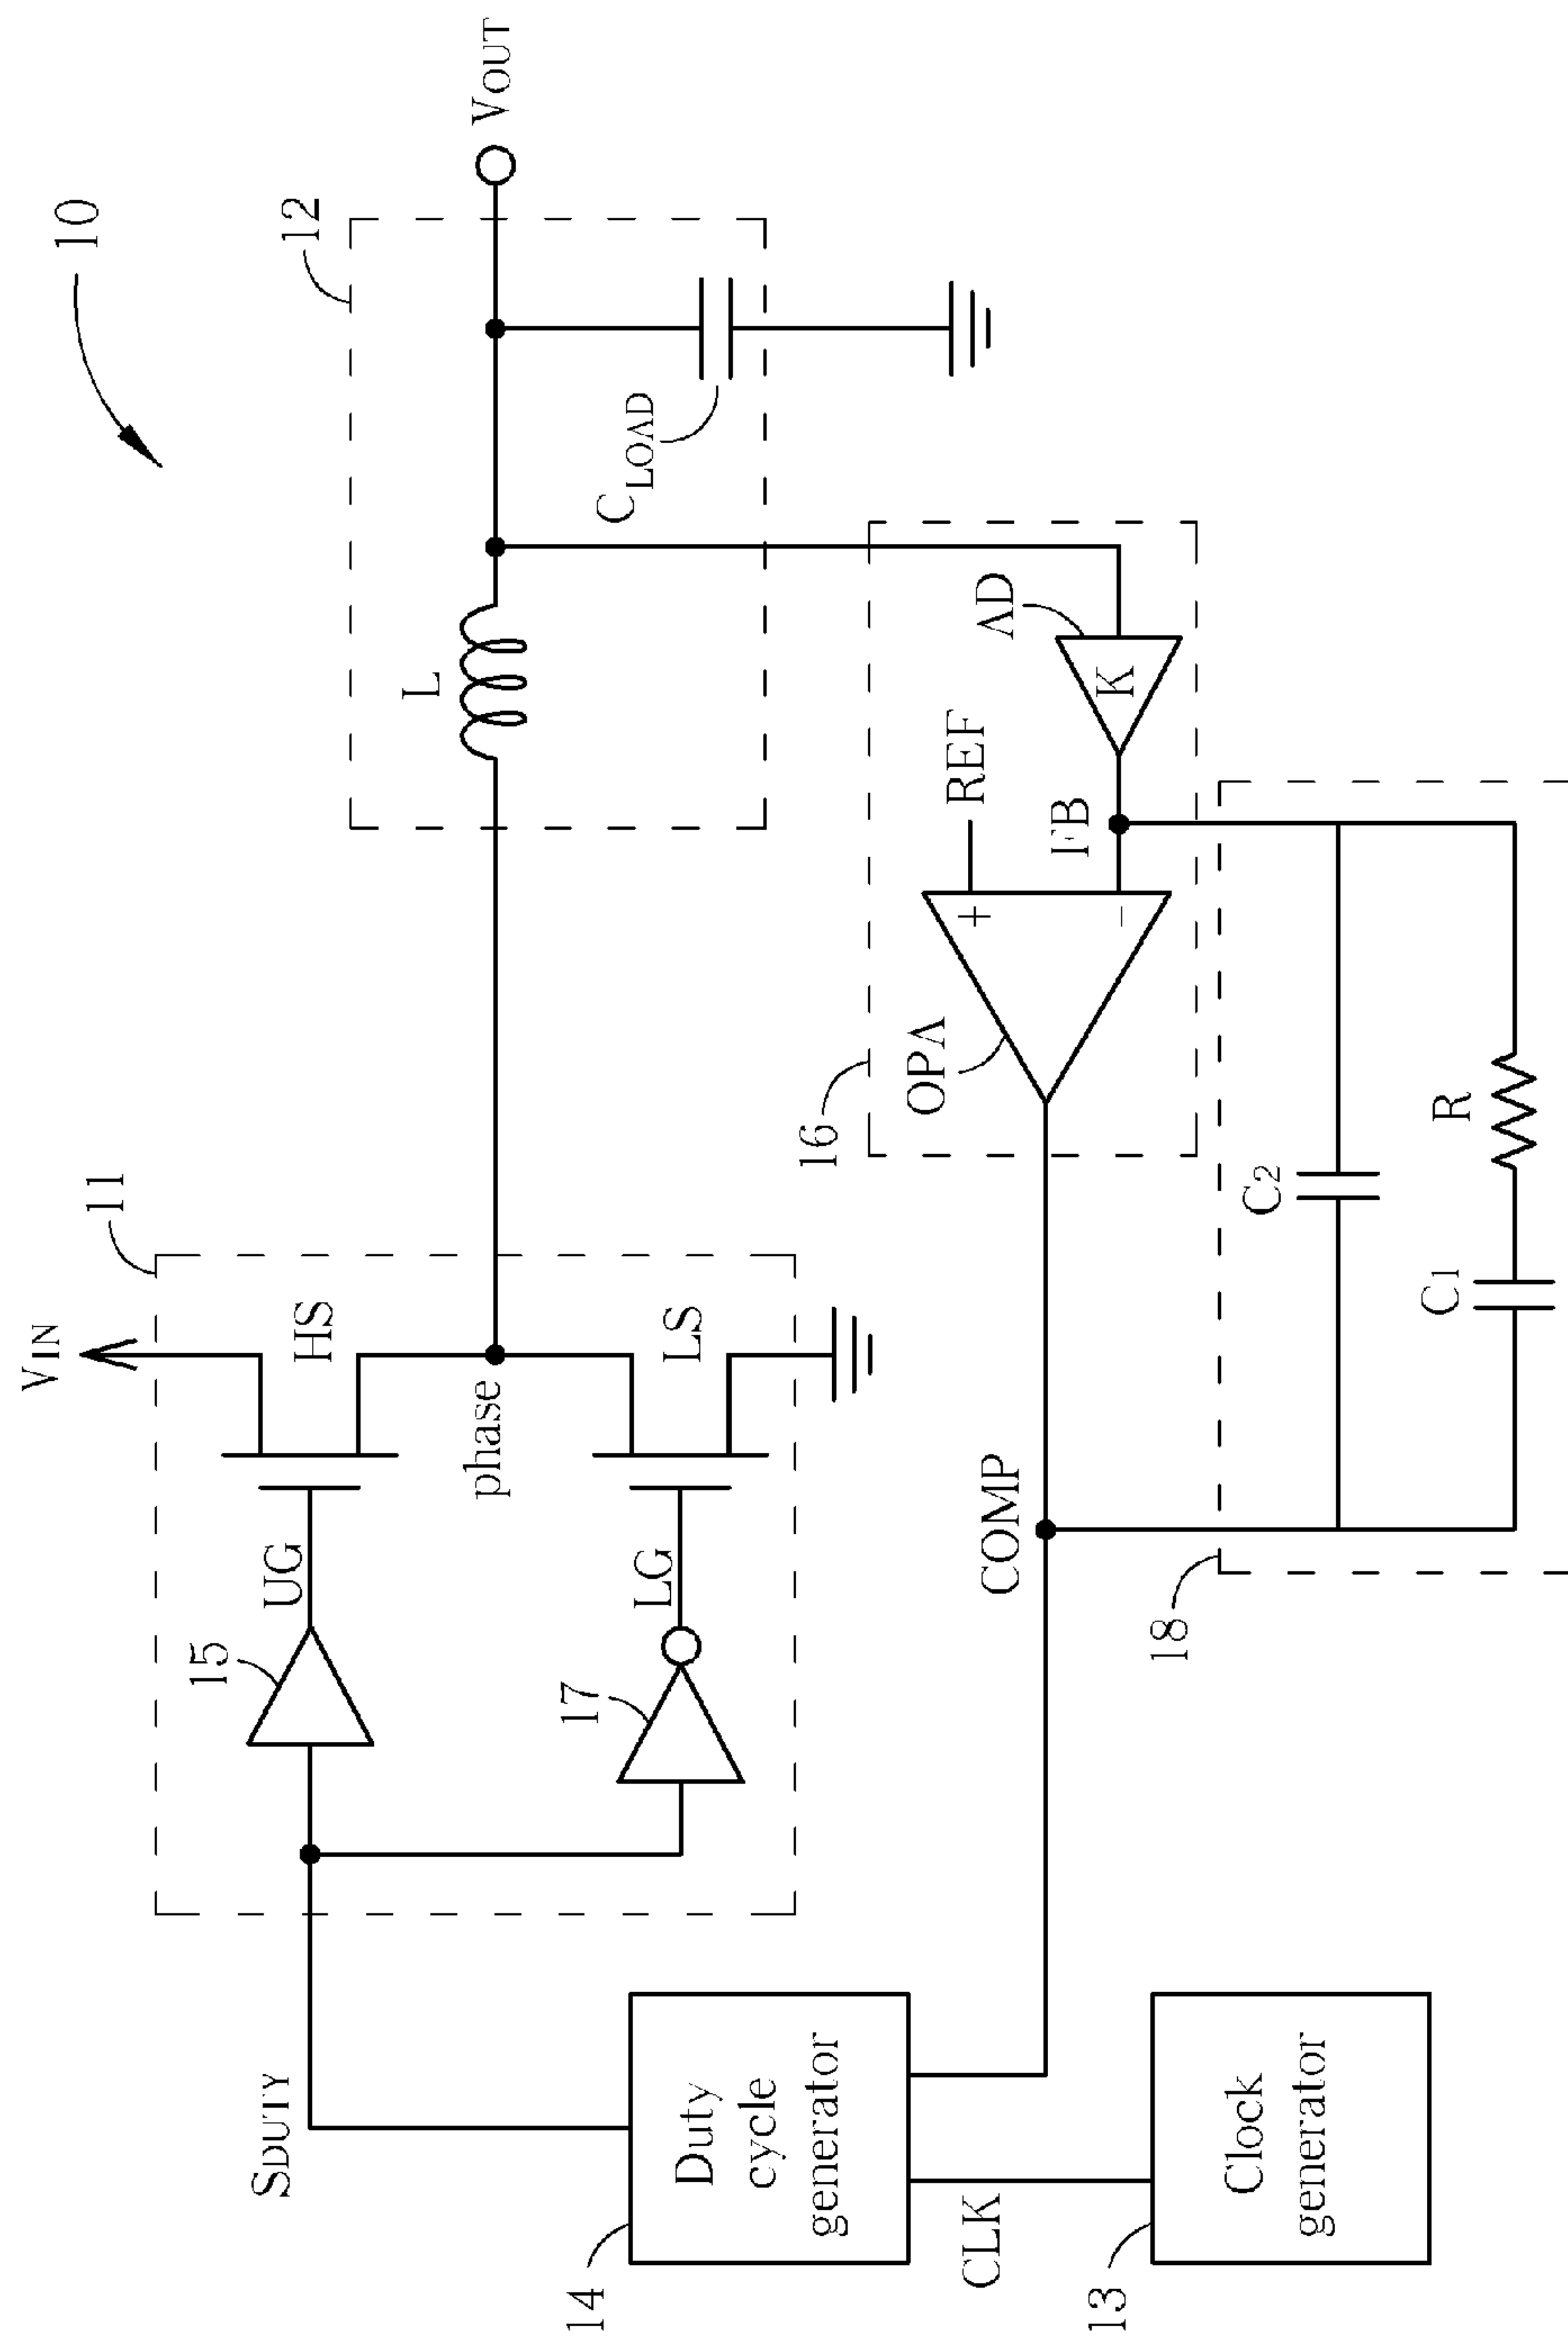 10
VIN
11
12
15
UG
HS
L
VOUT
SDUTY
phase
CLOAD
17
LG
LS
14
Duty
cycle
generator
16
OPA
REF
AD
+
−
FB
K
COMP
CLK
13
Clock
generator
18
C2
C1
R